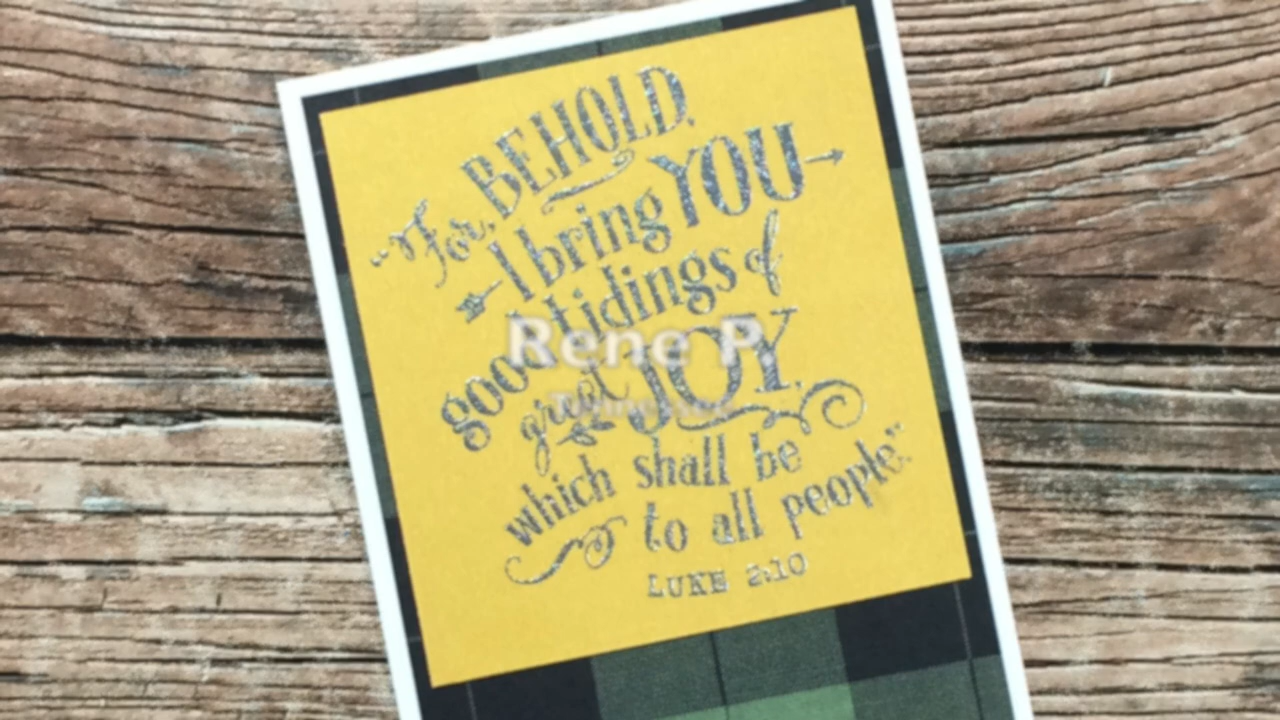 "For, BEHOLD,
I bring YOU
good tidings of
great JOY,
which shall be
to all people."
LUKE 2:10
Rene P
Tennessee